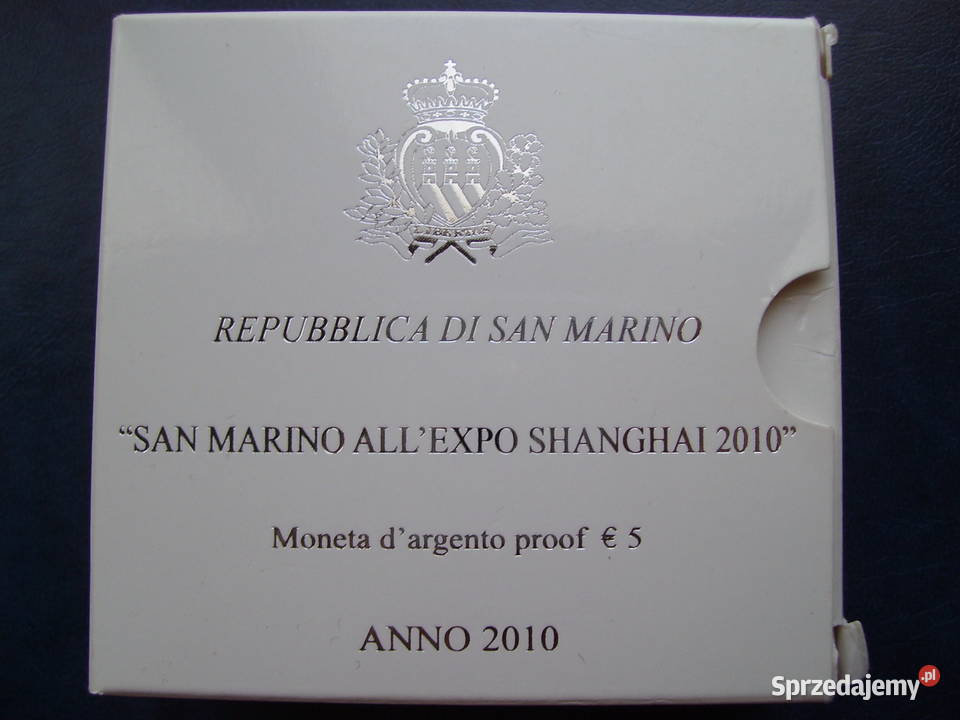 LIBERTAS
REPUBBLICA DI SAN MARINO
“SAN MARINO ALL’EXPO SHANGHAI 2010”
Moneta d’argento proof € 5
ANNO 2010
Sprzedajemy.pl